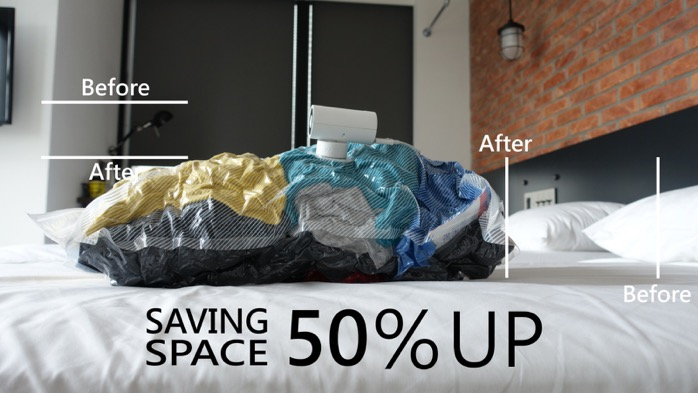 Before
After
After
Before
SAVING
SPACE
50% UP